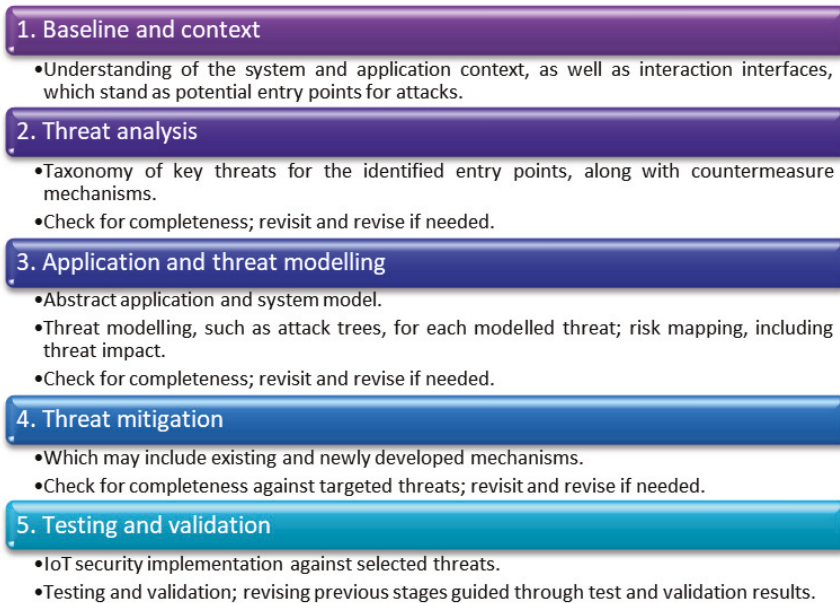 1. Baseline and context
•Understanding of the system and application context, as well as interaction interfaces,
which stand as potential entry points for attacks.
2. Threat analysis
•Taxonomy of key threats for the identified entry points, along with countermeasure
mechanisms.
•Check for completeness; revisit and revise if needed.
3. Application and threat modelling
•Abstract application and system model.
•Threat modelling, such as attack trees, for each modelled threat; risk mapping, including
threat impact.
•Check for completeness; revisit and revise if needed.
4. Threat mitigation
•Which may include existing and newly developed mechanisms.
•Check for completeness against targeted threats; revisit and revise if needed.
5. Testing and validation
•IoT security implementation against selected threats.
•Testing and validation; revising previous stages guided through test and validation results.